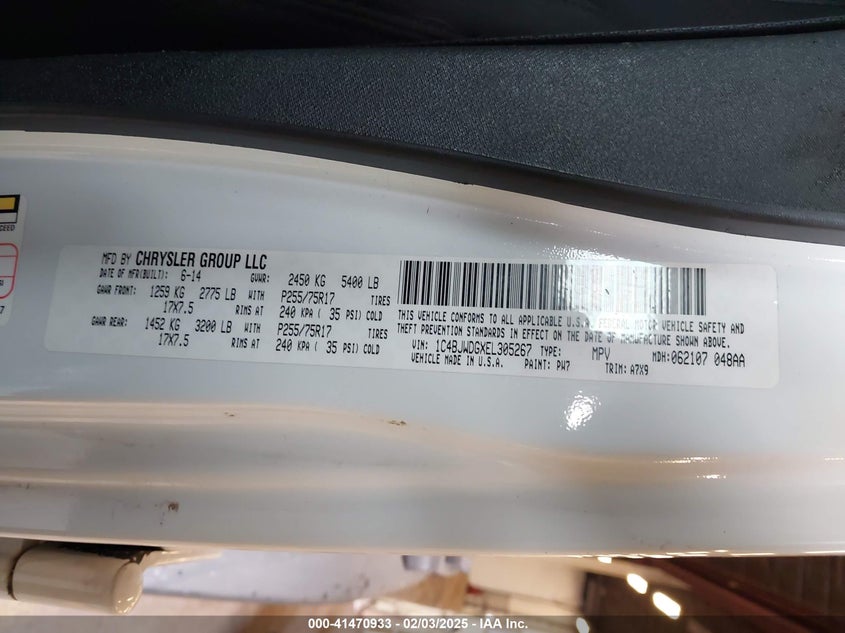 CEED
MFD BY CHRYSLER GROUP LLC
DATE OF MFR(BUILT): 6-14 GVWR: 2450 KG 5400 LB
GAWR FRONT: 1259 KG 2775 LB WITH P255/75R17 TIRES
17X7.5 RIMS AT 240 KPA ( 35 PSI) COLD
GAWR REAR: 1452 KG 3200 LB WITH P255/75R17 TIRES
17X7.5 RIMS AT 240 KPA ( 35 PSI) COLD
THIS VEHICLE CONFORMS TO ALL APPLICABLE U.S.A. FEDERAL MOTOR VEHICLE SAFETY AND
THEFT PREVENTION STANDARDS IN EFFECT ON THE DATE OF MANUFACTURE SHOWN ABOVE.
VIN: 1C4BJWDGXEL305267 TYPE: MPV MDH: 062107 048AA
VEHICLE MADE IN U.S.A. PAINT: PW7 TRIM: A7X9
000-41470933 - 02/03/2025 - IAA Inc.